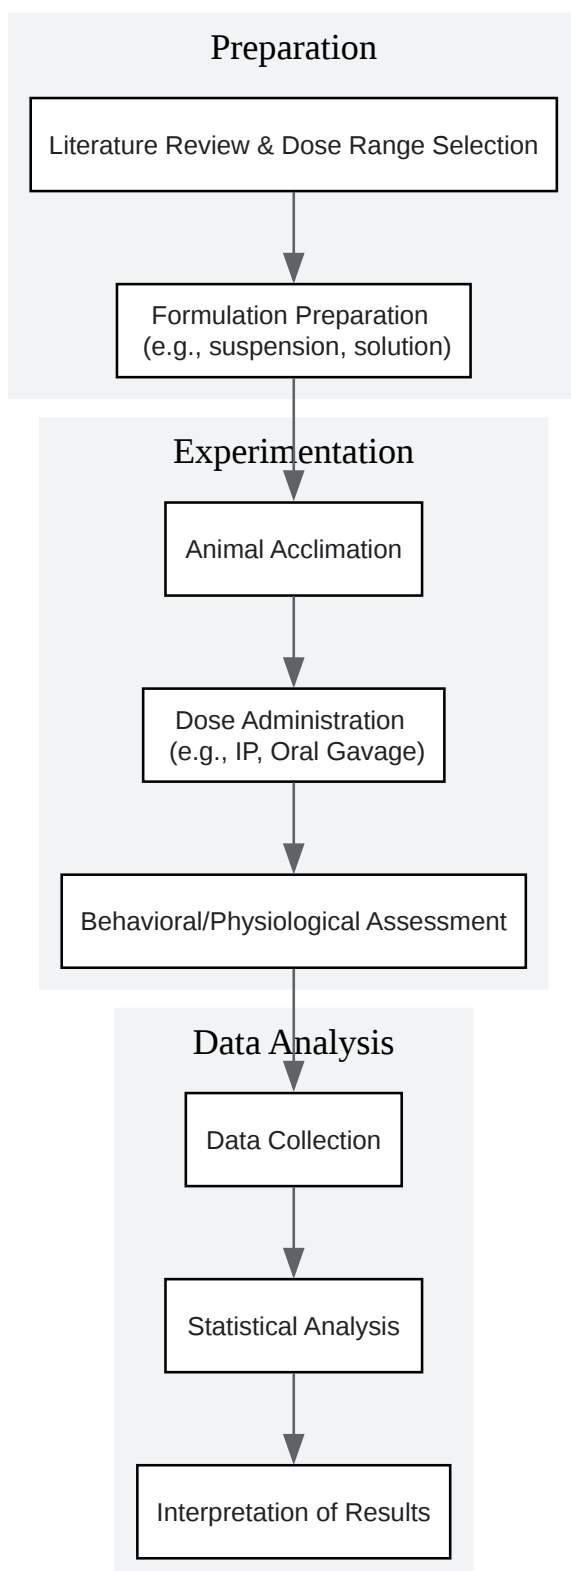 Preparation
Literature Review & Dose Range Selection
Formulation Preparation
(e.g., suspension, solution)
Experimentation
Animal Acclimation
Dose Administration
(e.g., IP, Oral Gavage)
Behavioral/Physiological Assessment
Data Analysis
Data Collection
Statistical Analysis
Interpretation of Results